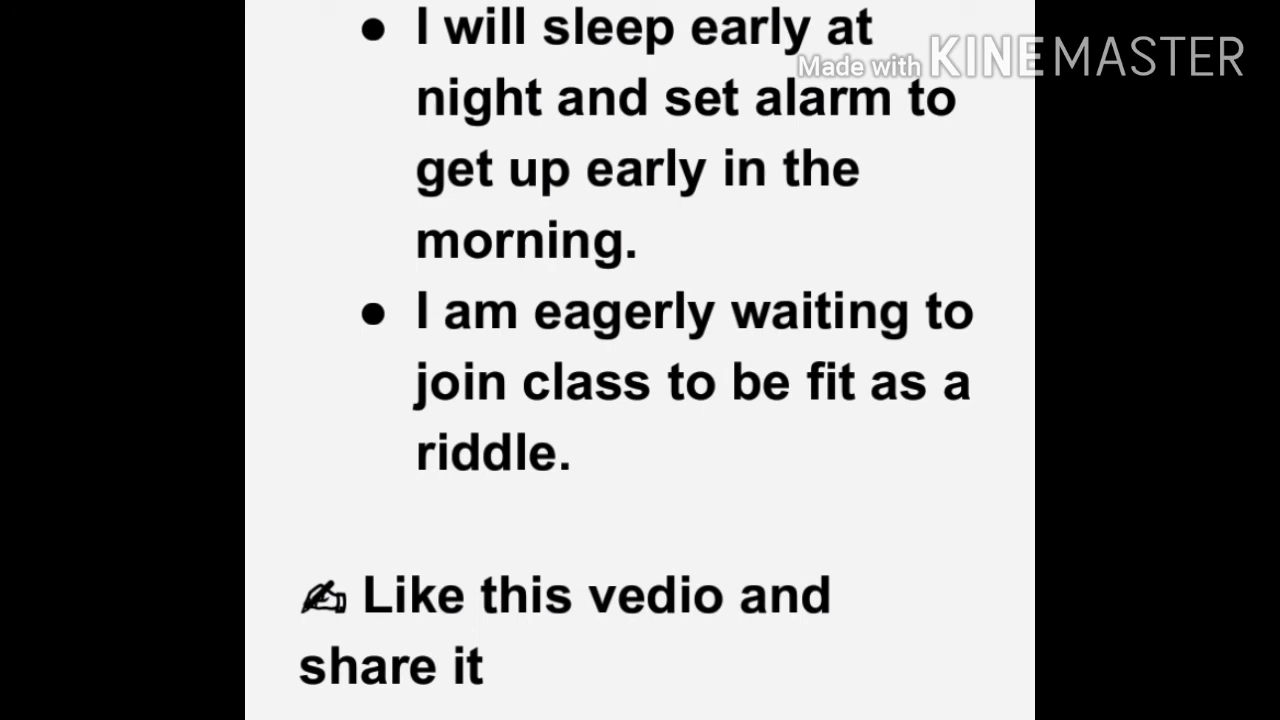 ● I will sleep early at
Made with KINEMASTER
night and set alarm to
get up early in the
morning.
● I am eagerly waiting to
join class to be fit as a
riddle.
✍ Like this vedio and
share it